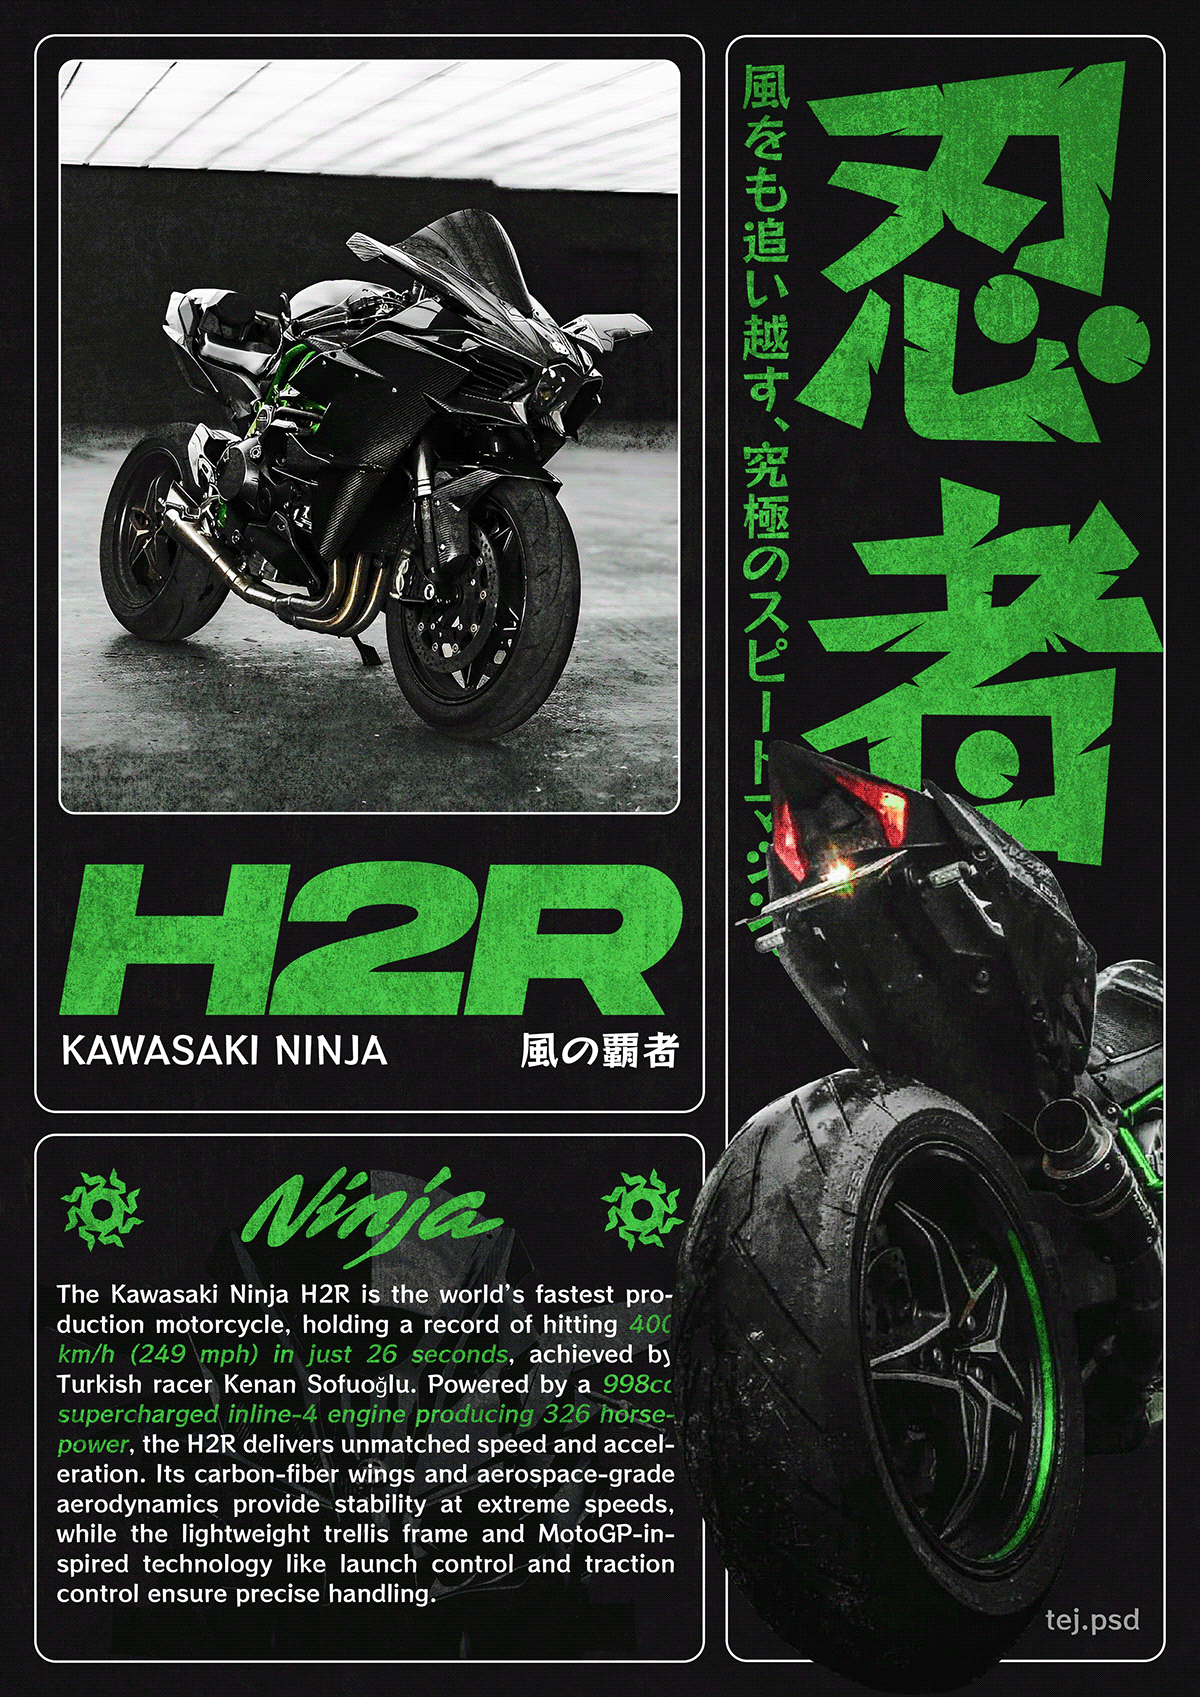 H2R
KAWASAKI NINJA
風の覇者
Ninja
The Kawasaki Ninja H2R is the world’s fastest pro-
duction motorcycle, holding a record of hitting 400
km/h (249 mph) in just 26 seconds, achieved by
Turkish racer Kenan Sofuoğlu. Powered by a 998cc
supercharged inline-4 engine producing 326 horse-
power, the H2R delivers unmatched speed and accel-
eration. Its carbon-fiber wings and aerospace-grade
aerodynamics provide stability at extreme speeds,
while the lightweight trellis frame and MotoGP-in-
spired technology like launch control and traction
control ensure precise handling.
忍者
風をも追い越す、究極のスピードマシン
tej.psd